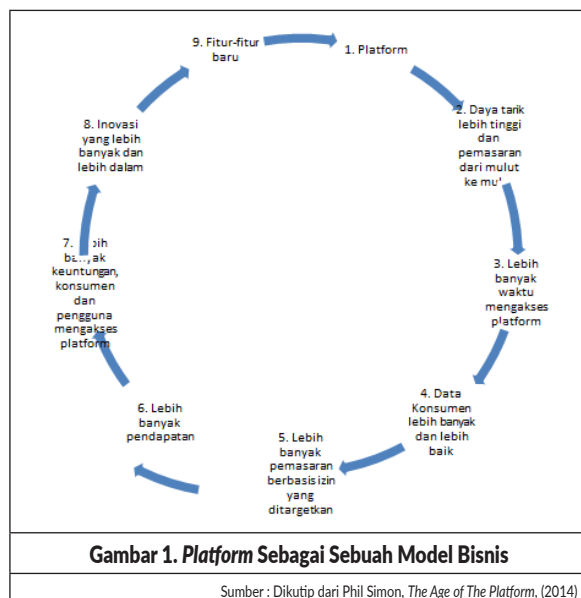 9. Fitur-fitur
baru
1. Platform
2. Daya tarik
lebih tinggi
dan
pemasaran
dari mulut
ke
3. Lebih
banyak
waktu
mengakses
platform
4. Data
Konsumen
lebih banyak
dan lebih
baik
5. Lebih
banyak
pemasaran
berbasis izin
yang
ditargetkan
6. Lebih
banyak
pendapatan
7.
keuntungan,
konsumen
dan
pengguna
mengakses
platform
8. Inovasi
yang lebih
banyak dan
lebih dalam
Gambar 1. Platform Sebagai Sebuah Model Bisnis
Sumber : Dikutip dari Phil Simon, The Age of The Platform, (2014)